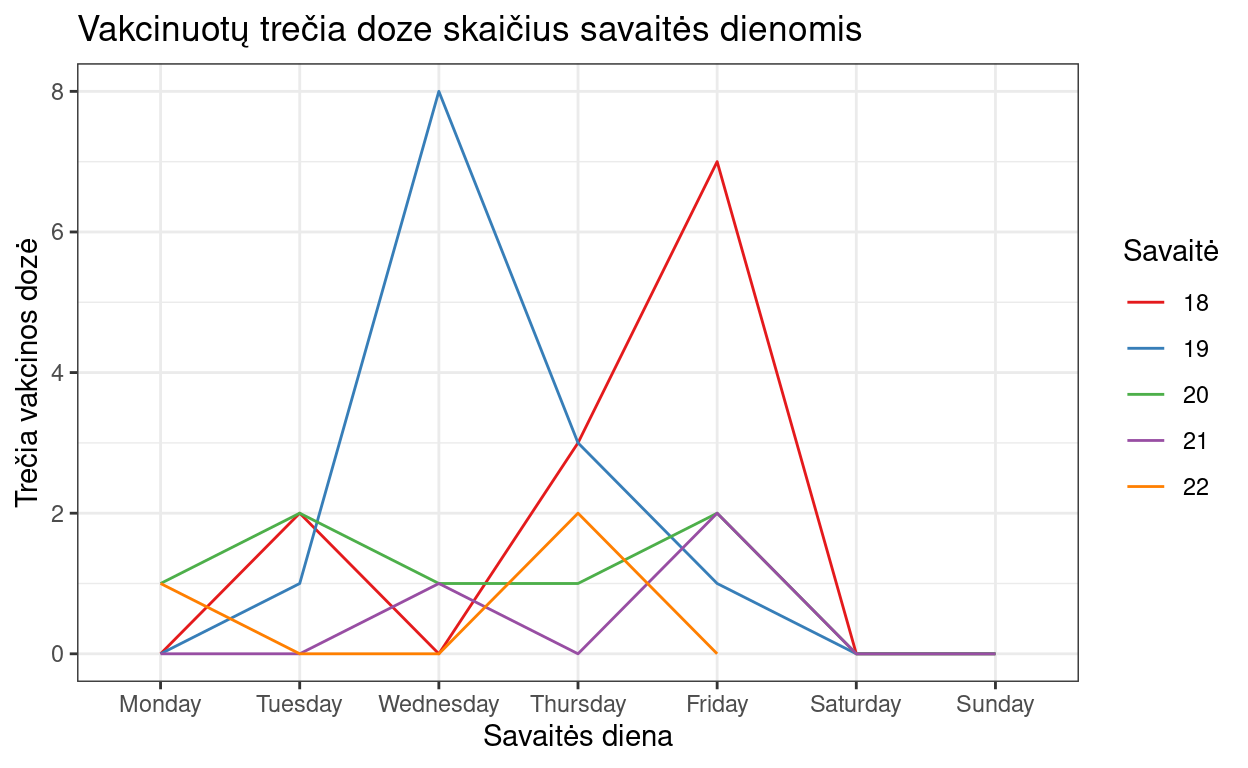 Vakcinuotų trečia doze skaičius savaitės dienomis
Trečia vakcinos dozė
8
6
4
2
0
Monday Tuesday Wednesday Thursday Friday Saturday Sunday
Savaitės diena
Savaitė
18
19
20
21
22